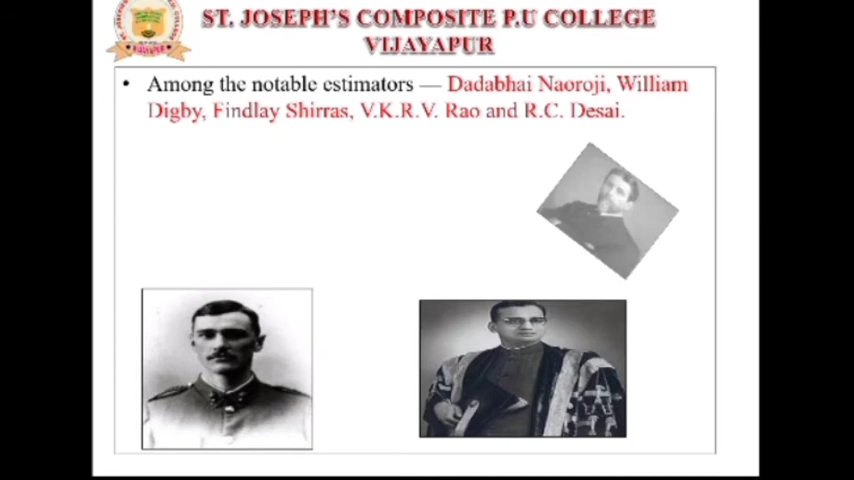 ST. JOSEPH'S COMPOSITE P.U COLLEGE
VIJAYAPUR
• Among the notable estimators — Dadabhai Naoroji, William
Digby, Findlay Shirras, V.K.R.V. Rao and R.C. Desai.